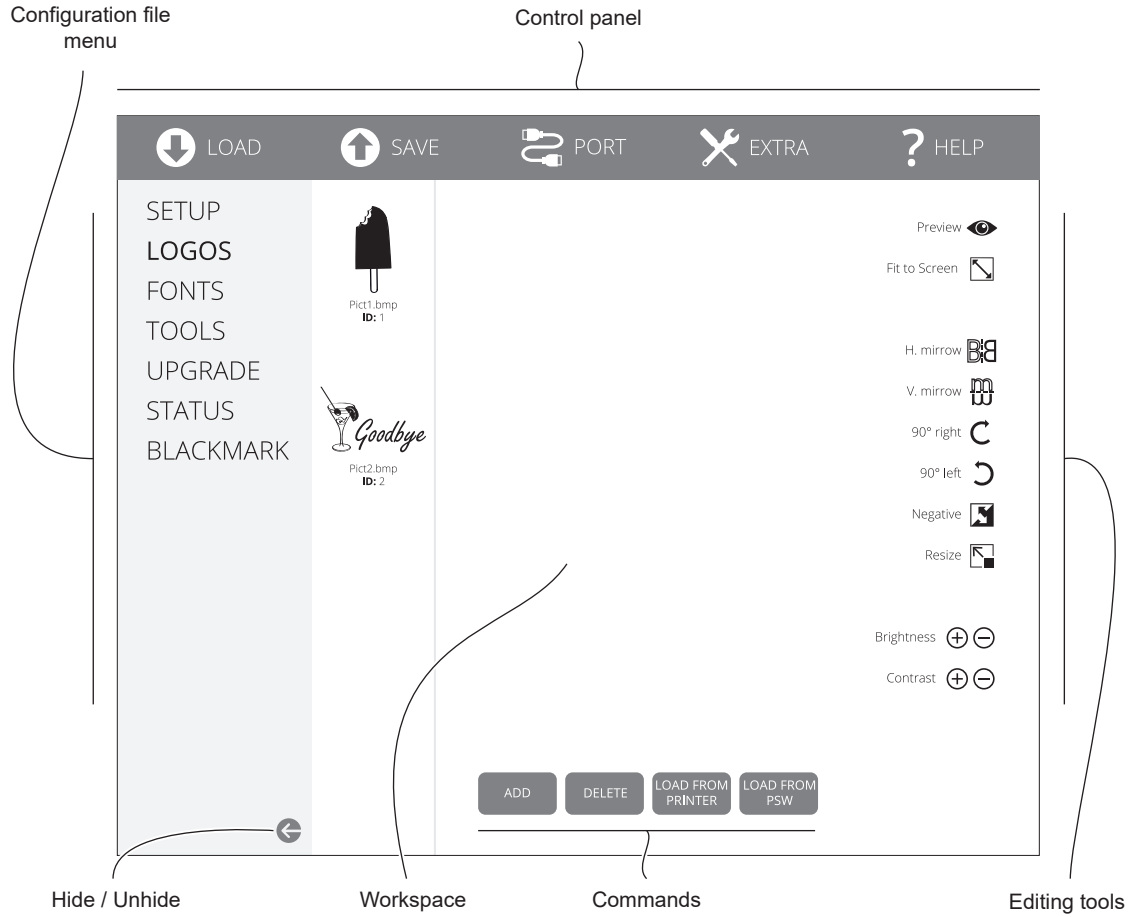 Configuration file
menu
Control panel
LOAD
SAVE
PORT
EXTRA
? HELP
SETUP
LOGOS
FONTS
TOOLS
UPGRADE
STATUS
BLACKMARK
Pict1.bmp
ID: 1
Goodbye
Pict2.bmp
ID: 2
Preview
Fit to Screen
H. mirrow
V. mirrow
90° right
90° left
Negative
Resize
Brightness
Contrast
ADD
DELETE
LOAD FROM
PRINTER
LOAD FROM
PSW
Hide / Unhide
Workspace
Commands
Editing tools